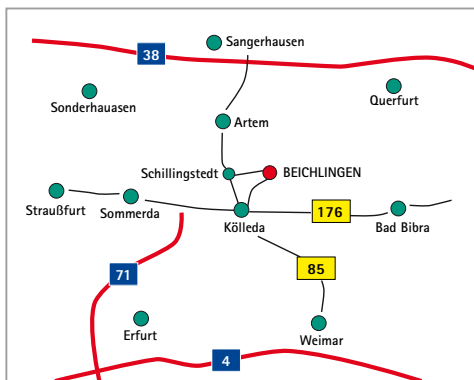 Sangerhausen
38
Querfurt
Sonderhauasen
Artem
Schillingstedt
BEICHLINGEN
Straußfurt
Sommerda
Kölleda
176
Bad Bibra
71
85
Erfurt
Weimar
4